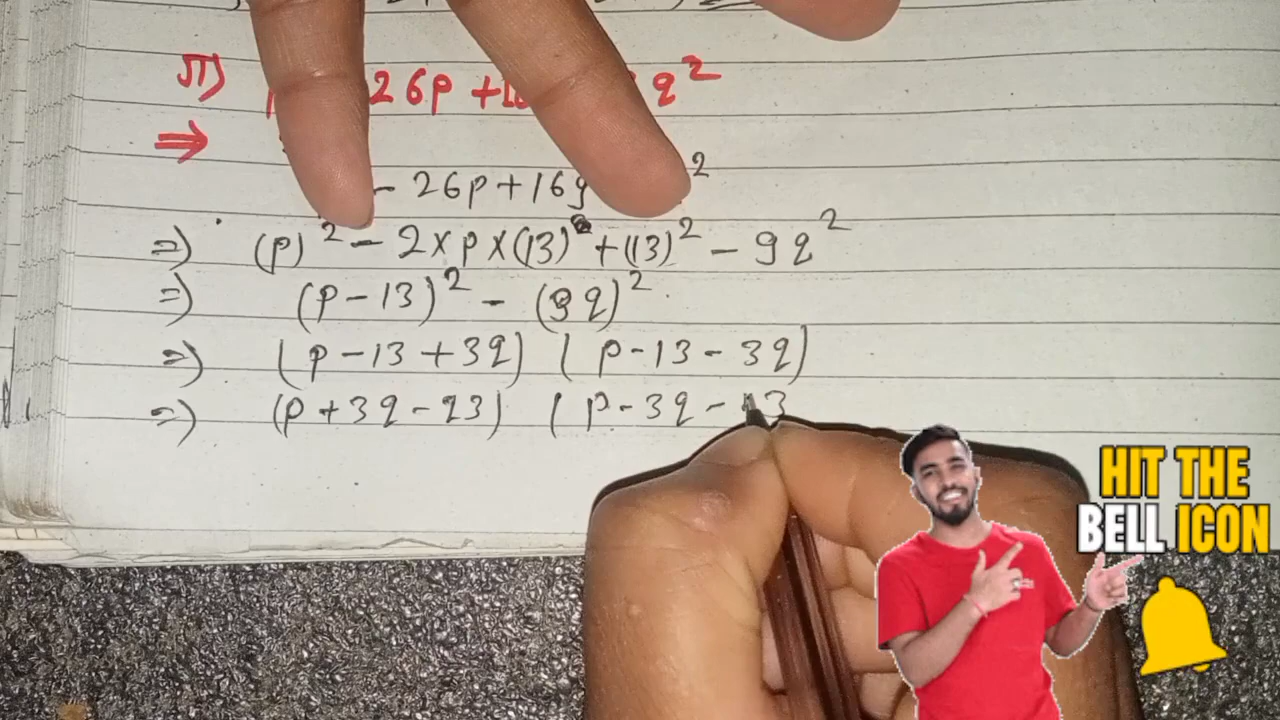 26p + q²
⇒
- 26p + 169 ²
⇒) (p)² - 2 × p × (13) + (13)² - 9q²
⇒) (p - 13)² - (3q)²
⇒) (p - 13 + 3q) (p - 13 - 3q)
⇒) (p + 3q - 23) (p - 3q - 13
HIT THE
BELL ICON